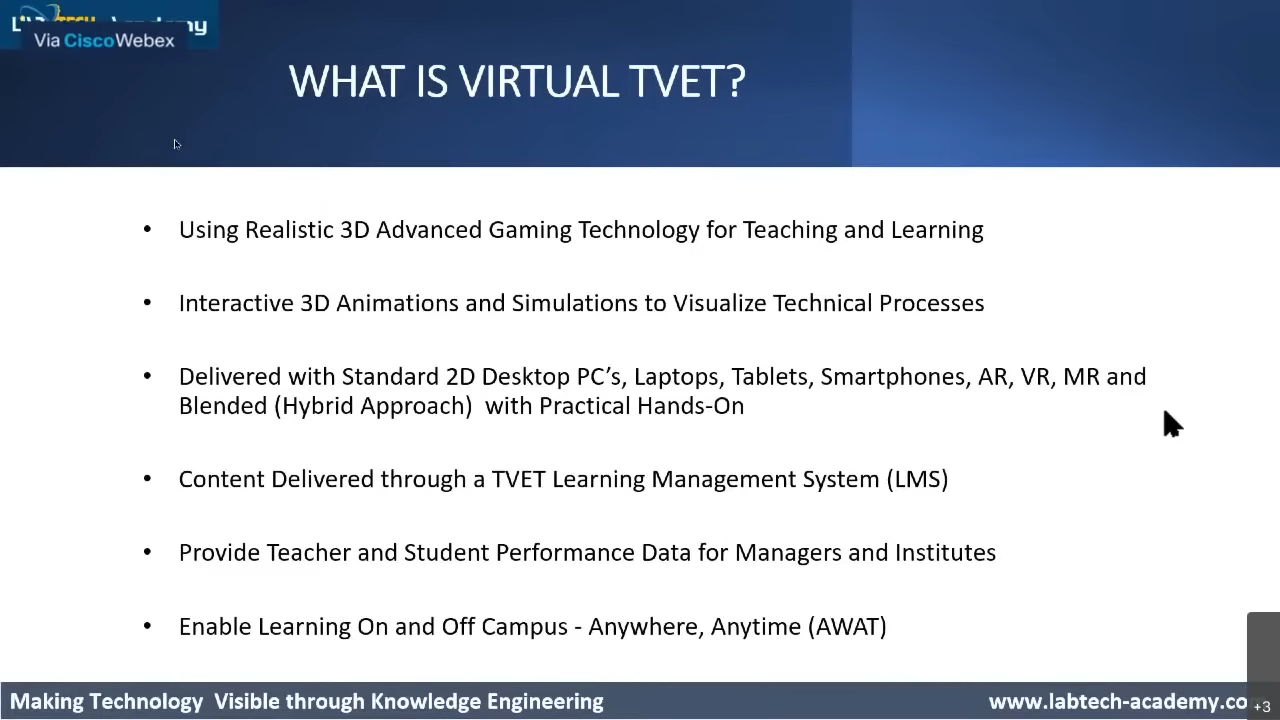 Via CiscoWebex
WHAT IS VIRTUAL TVET?
• Using Realistic 3D Advanced Gaming Technology for Teaching and Learning
• Interactive 3D Animations and Simulations to Visualize Technical Processes
• Delivered with Standard 2D Desktop PC’s, Laptops, Tablets, Smartphones, AR, VR, MR and
Blended (Hybrid Approach)  with Practical Hands-On
• Content Delivered through a TVET Learning Management System (LMS)
• Provide Teacher and Student Performance Data for Managers and Institutes
• Enable Learning On and Off Campus - Anywhere, Anytime (AWAT)
Making Technology  Visible through Knowledge Engineering
www.labtech-academy.co
+3